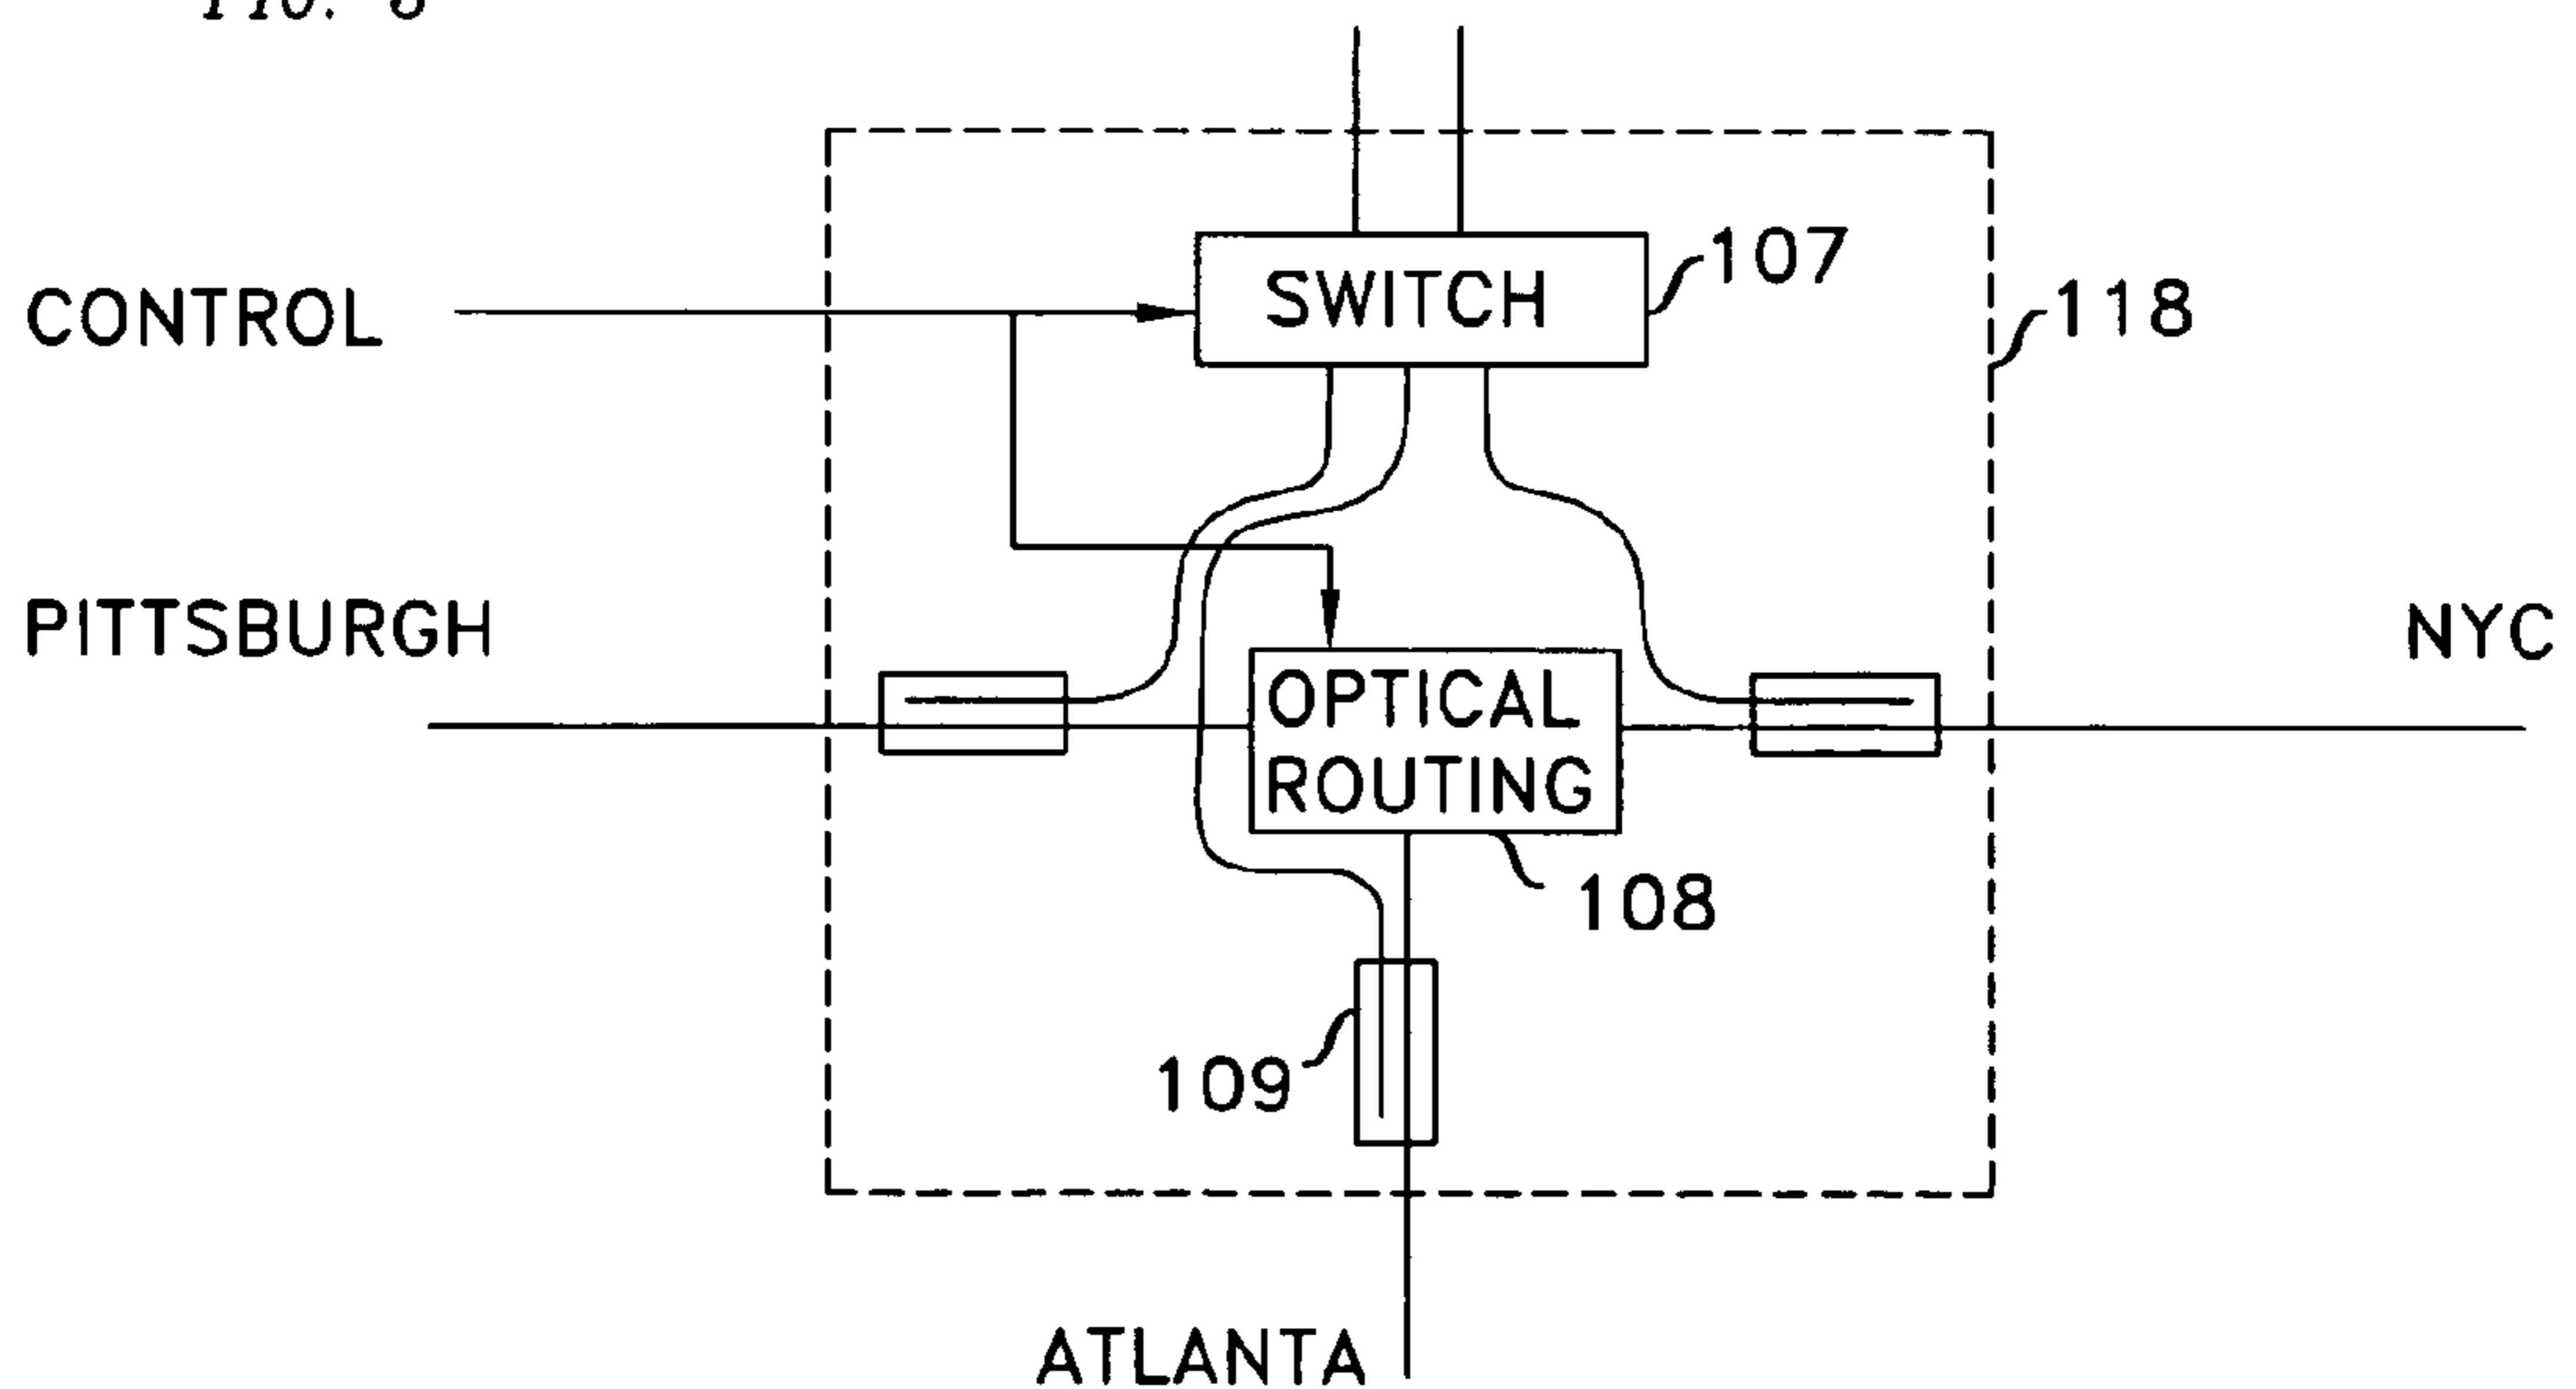 CONTROL
SWITCH
107
118
PITTSBURGH
NYC
OPTICAL
ROUTING
108
109
ATLANTA